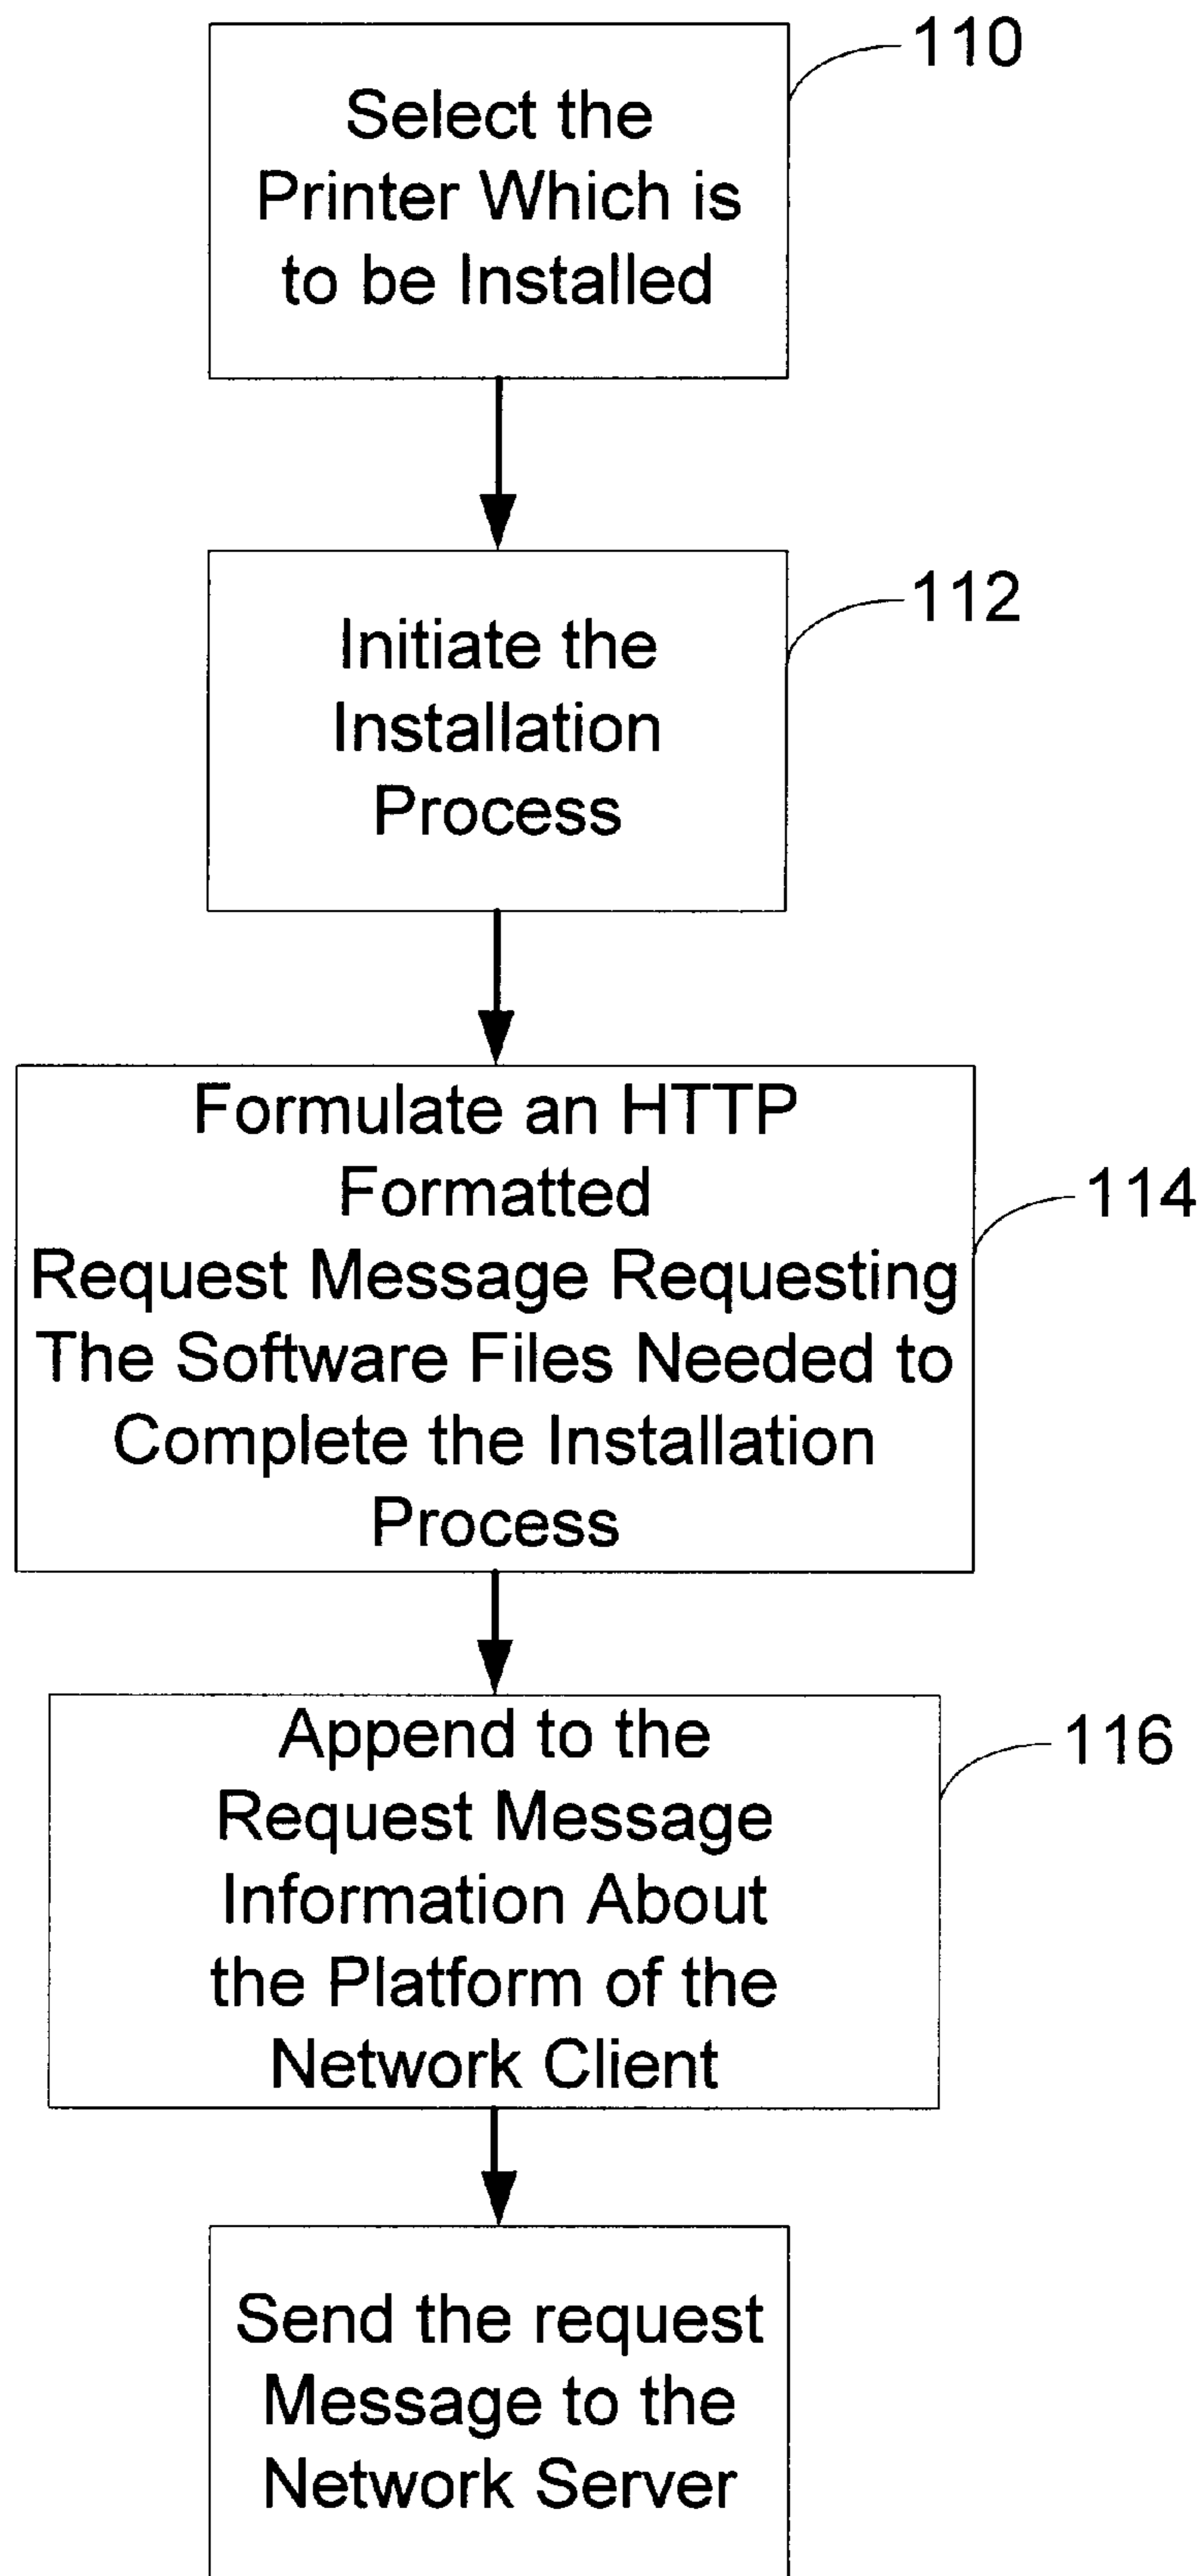 110
Select the
Printer Which is
to be Installed
112
Initiate the
Installation
Process
Formulate an HTTP
Formatted
114
Request Message Requesting
The Software Files Needed to
Complete the Installation
Process
Append to the
116
Request Message
Information About
the Platform of the
Network Client
Send the request
Message to the
Network Server